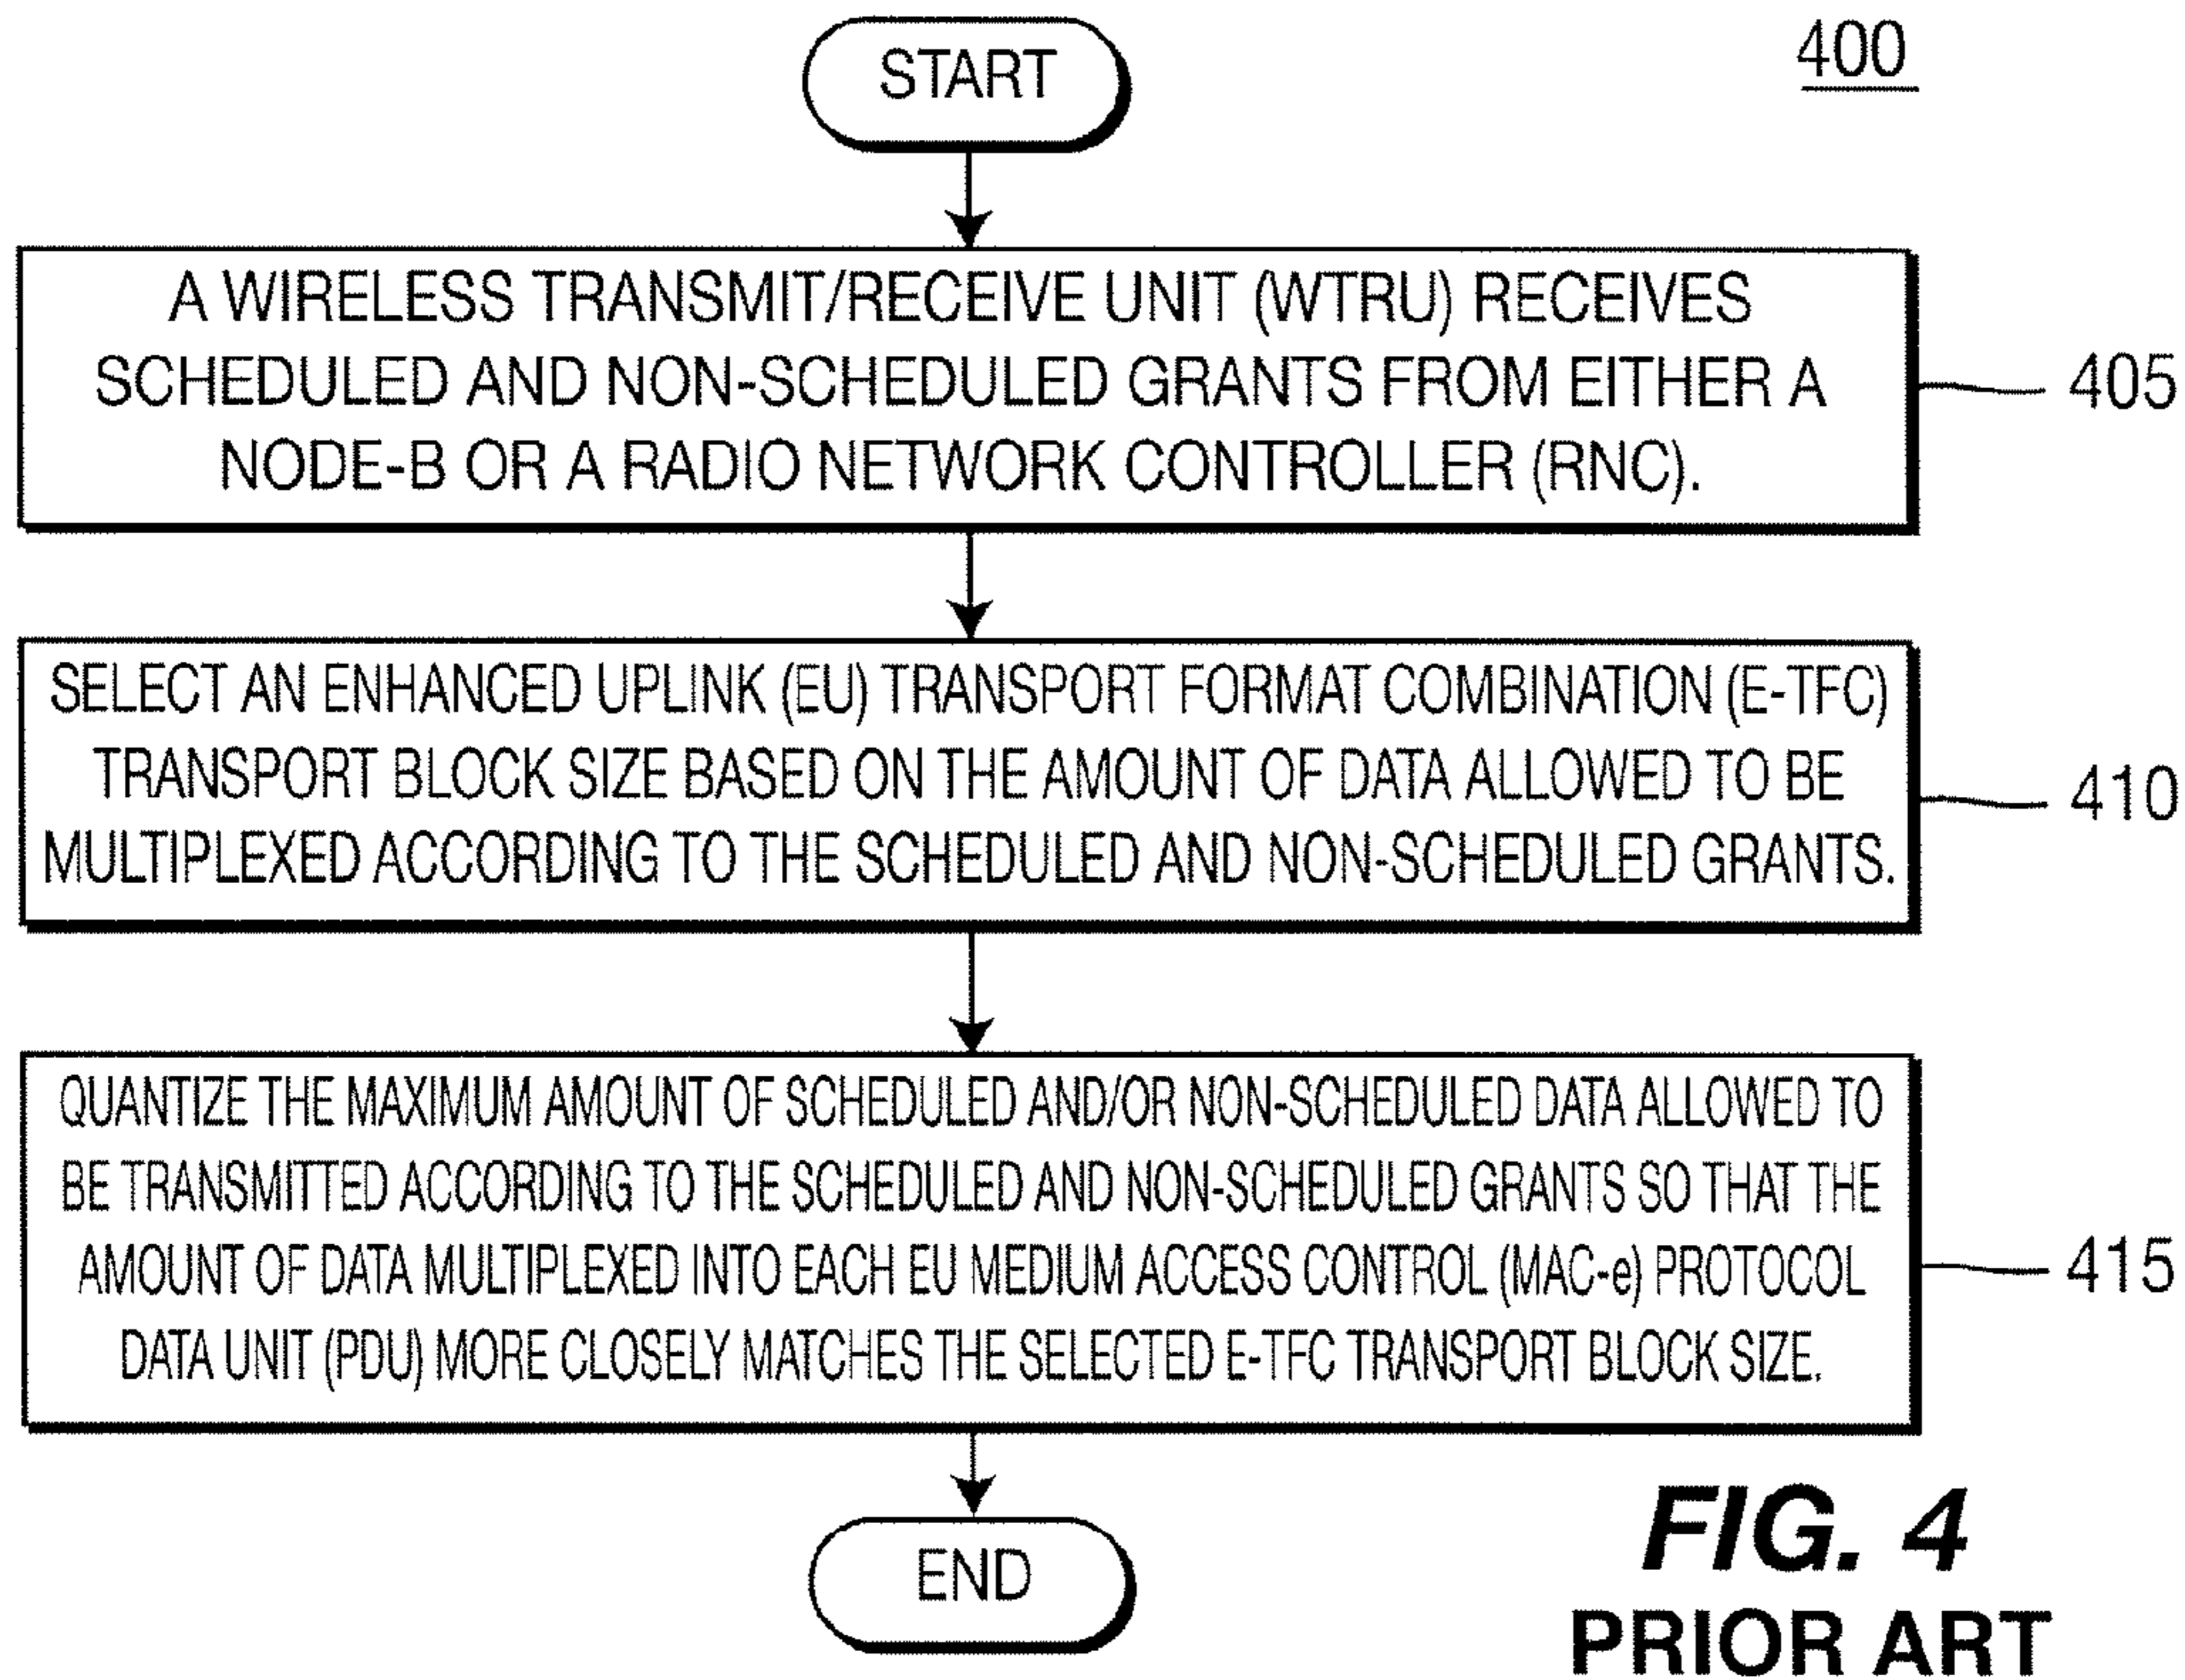 START
400
A WIRELESS TRANSMIT/RECEIVE UNIT (WTRU) RECEIVES
SCHEDULED AND NON-SCHEDULED GRANTS FROM EITHER A
NODE-B OR A RADIO NETWORK CONTROLLER (RNC).
405
SELECT AN ENHANCED UPLINK (EU) TRANSPORT FORMAT COMBINATION (E-TFC)
TRANSPORT BLOCK SIZE BASED ON THE AMOUNT OF DATA ALLOWED TO BE
MULTIPLEXED ACCORDING TO THE SCHEDULED AND NON-SCHEDULED GRANTS.
410
QUANTIZE THE MAXIMUM AMOUNT OF SCHEDULED AND/OR NON-SCHEDULED DATA ALLOWED TO
BE TRANSMITTED ACCORDING TO THE SCHEDULED AND NON-SCHEDULED GRANTS SO THAT THE
AMOUNT OF DATA MULTIPLEXED INTO EACH EU MEDIUM ACCESS CONTROL (MAC-e) PROTOCOL
DATA UNIT (PDU) MORE CLOSELY MATCHES THE SELECTED E-TFC TRANSPORT BLOCK SIZE.
415
END
FIG. 4
PRIOR ART